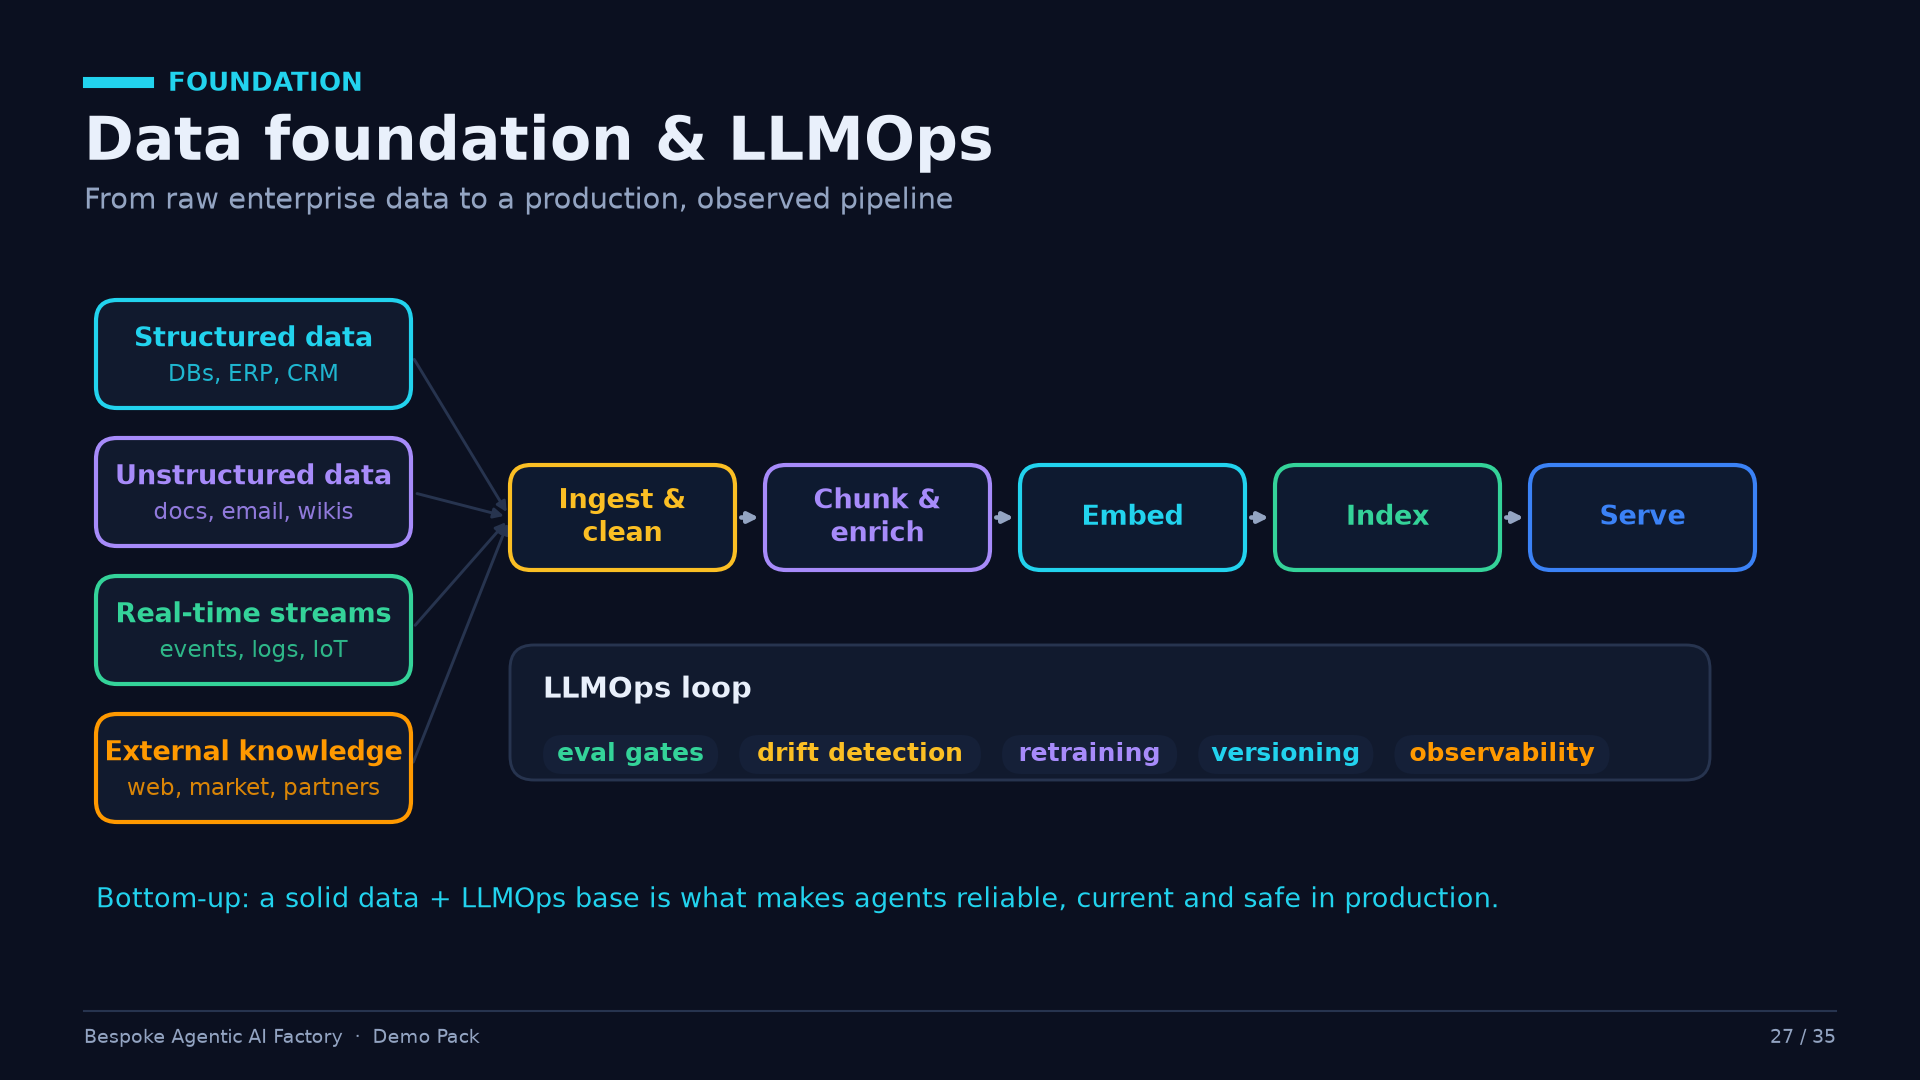 FOUNDATION
Data foundation & LLMOps
From raw enterprise data to a production, observed pipeline
Structured data
DBs, ERP, CRM
Unstructured data
docs, email, wikis
Real-time streams
events, logs, IoT
External knowledge
web, market, partners
Ingest &
clean
Chunk &
enrich
Embed
Index
Serve
LLMOps loop
eval gates
drift detection
retraining
versioning
observability
Bottom-up: a solid data + LLMOps base is what makes agents reliable, current and safe in production.
Bespoke Agentic AI Factory · Demo Pack
27 / 35